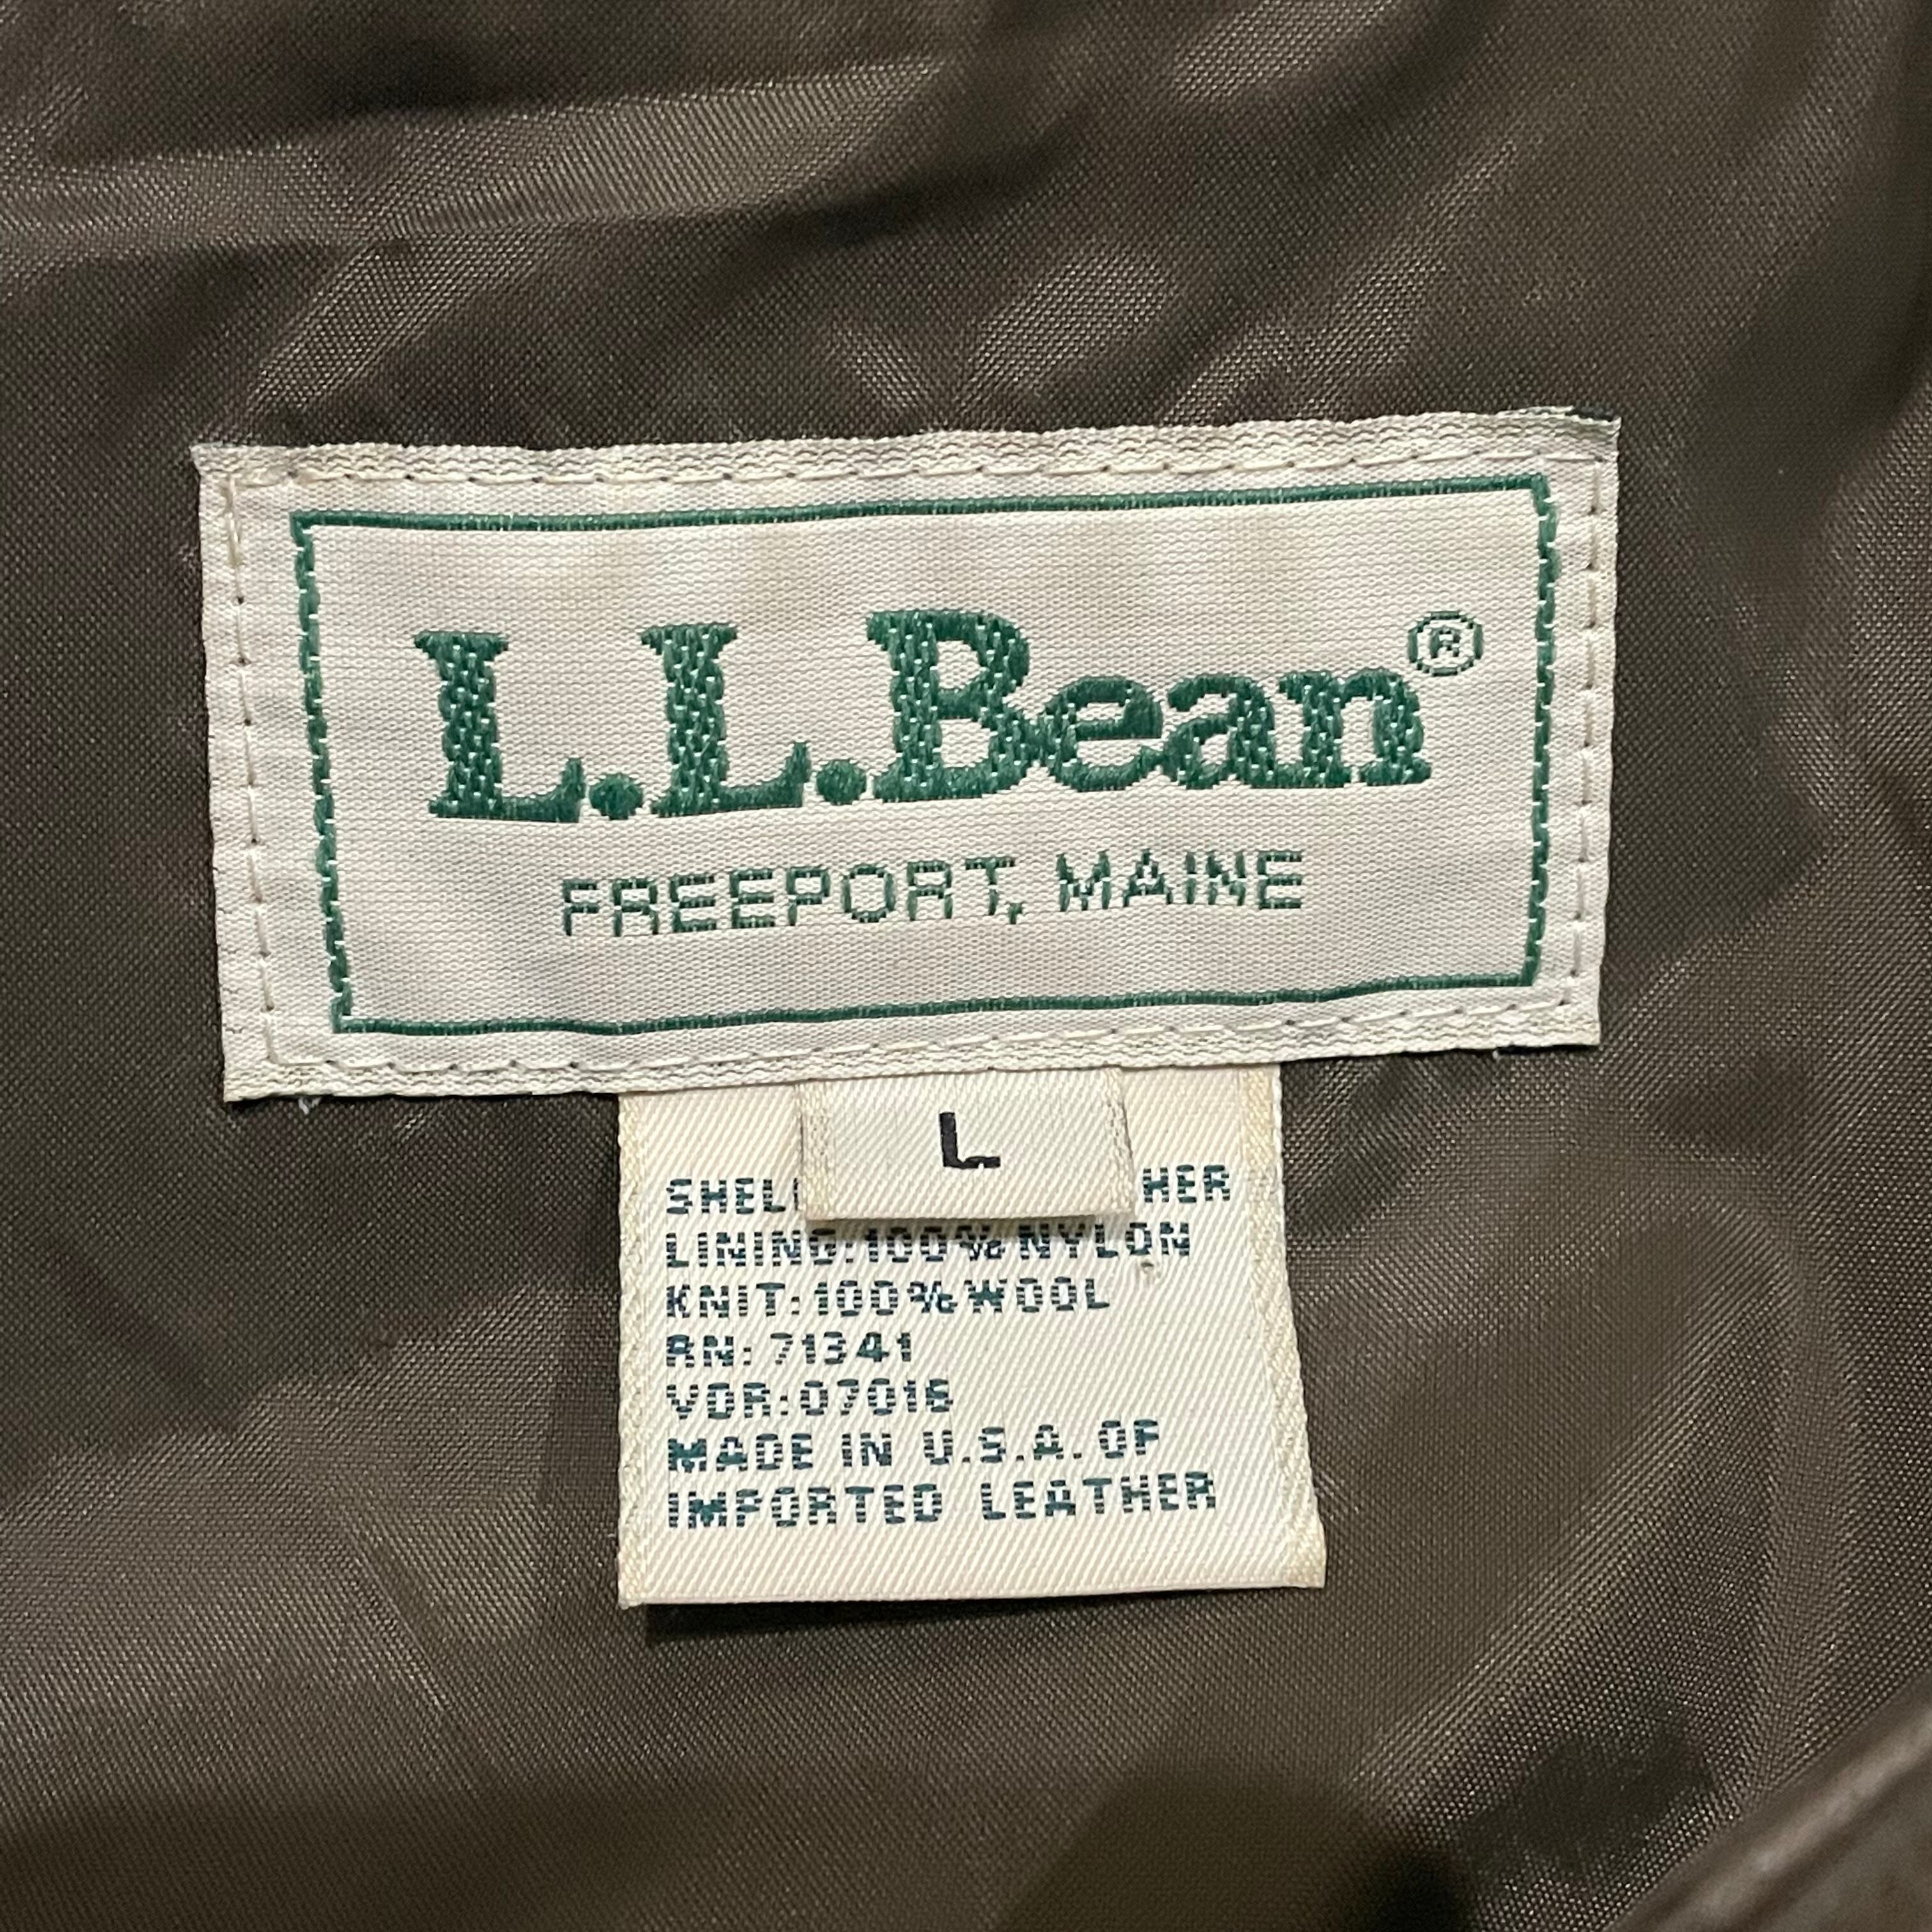 L.L.Bean®
FREEPORT, MAINE
L
SHEL HER
LINING:100%NYLON
KNIT:100%WOOL
RN:71341
VDR:07016
MADE IN U.S.A. OF
IMPORTED LEATHER